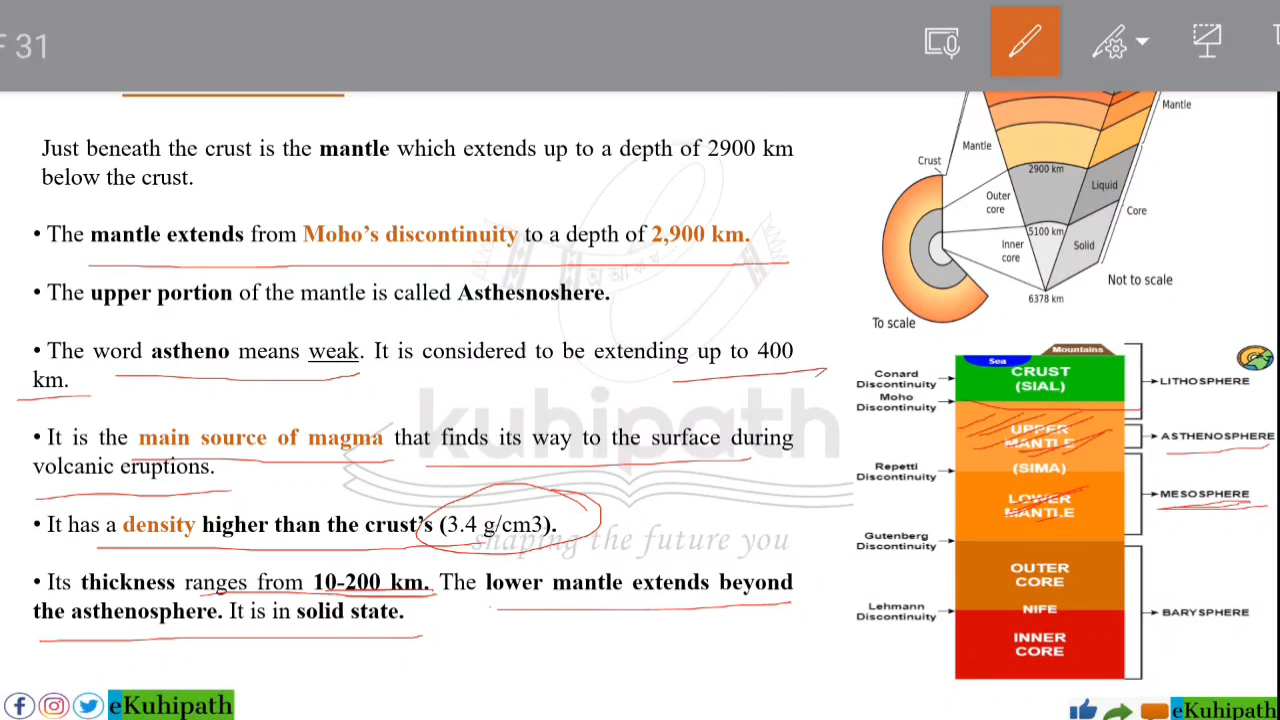 F 31
Just beneath the crust is the mantle which extends up to a depth of 2900 km
below the crust.
• The mantle extends from Moho's discontinuity to a depth of 2,900 km.
• The upper portion of the mantle is called Asthesnoshere.
• The word astheno means weak. It is considered to be extending up to 400
km.
• It is the main source of magma that finds its way to the surface during
volcanic eruptions.
• It has a density higher than the crust's (3.4 g/cm3).
• Its thickness ranges from 10-200 km. The lower mantle extends beyond
the asthenosphere. It is in solid state.
kuhipath
shaping the future you
Mantle
Mantle
Crust
2900 km
Liquid
Outer
core
Core
5100 km
Inner
core
Solid
Not to scale
6378 km
To scale
Sea
Mountains
Conard
Discontinuity
CRUST
(SIAL)
LITHOSPHERE
Moho
Discontinuity
UPPER
MANTLE
ASTHENOSPHERE
Repetti
Discontinuity
(SIMA)
LOWER
MANTLE
MESOSPHERE
Gutenberg
Discontinuity
OUTER
CORE
Lehmann
Discontinuity
NIFE
BARYSPHERE
INNER
CORE
eKuhipath
eKuhipath